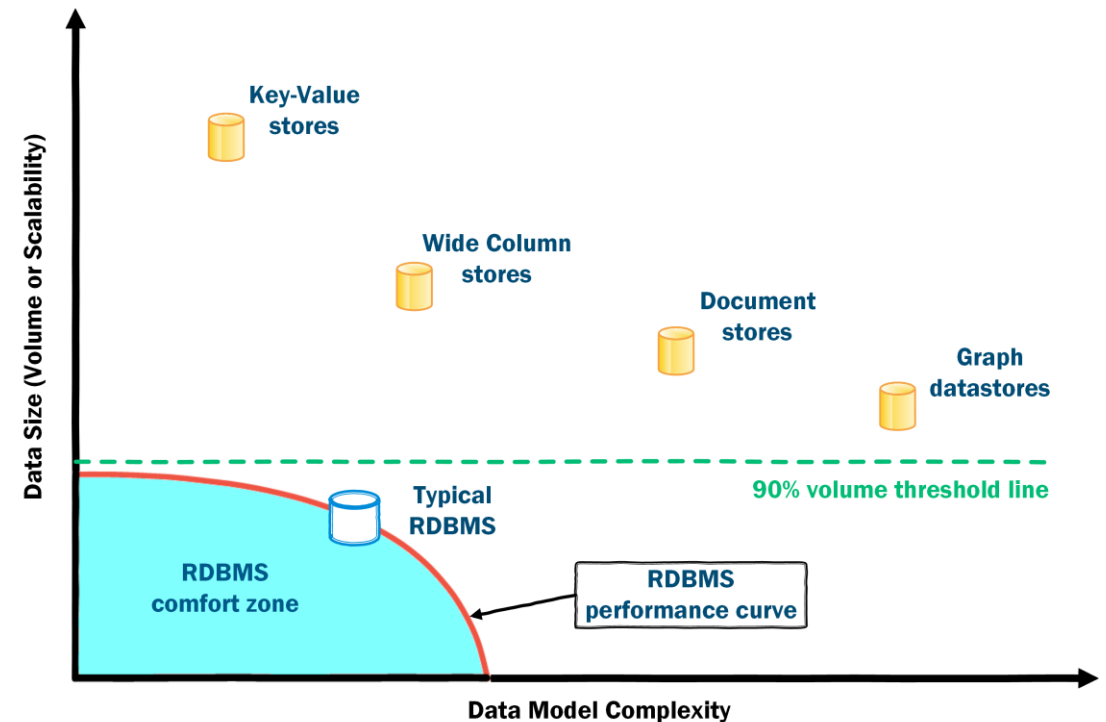 Key-Value
stores
Wide Column
stores
Document
stores
Graph
datastores
Data Size (Volume or Scalability)
90% volume threshold line
Typical
RDBMS
RDBMS
comfort zone
RDBMS
performance curve
Data Model Complexity